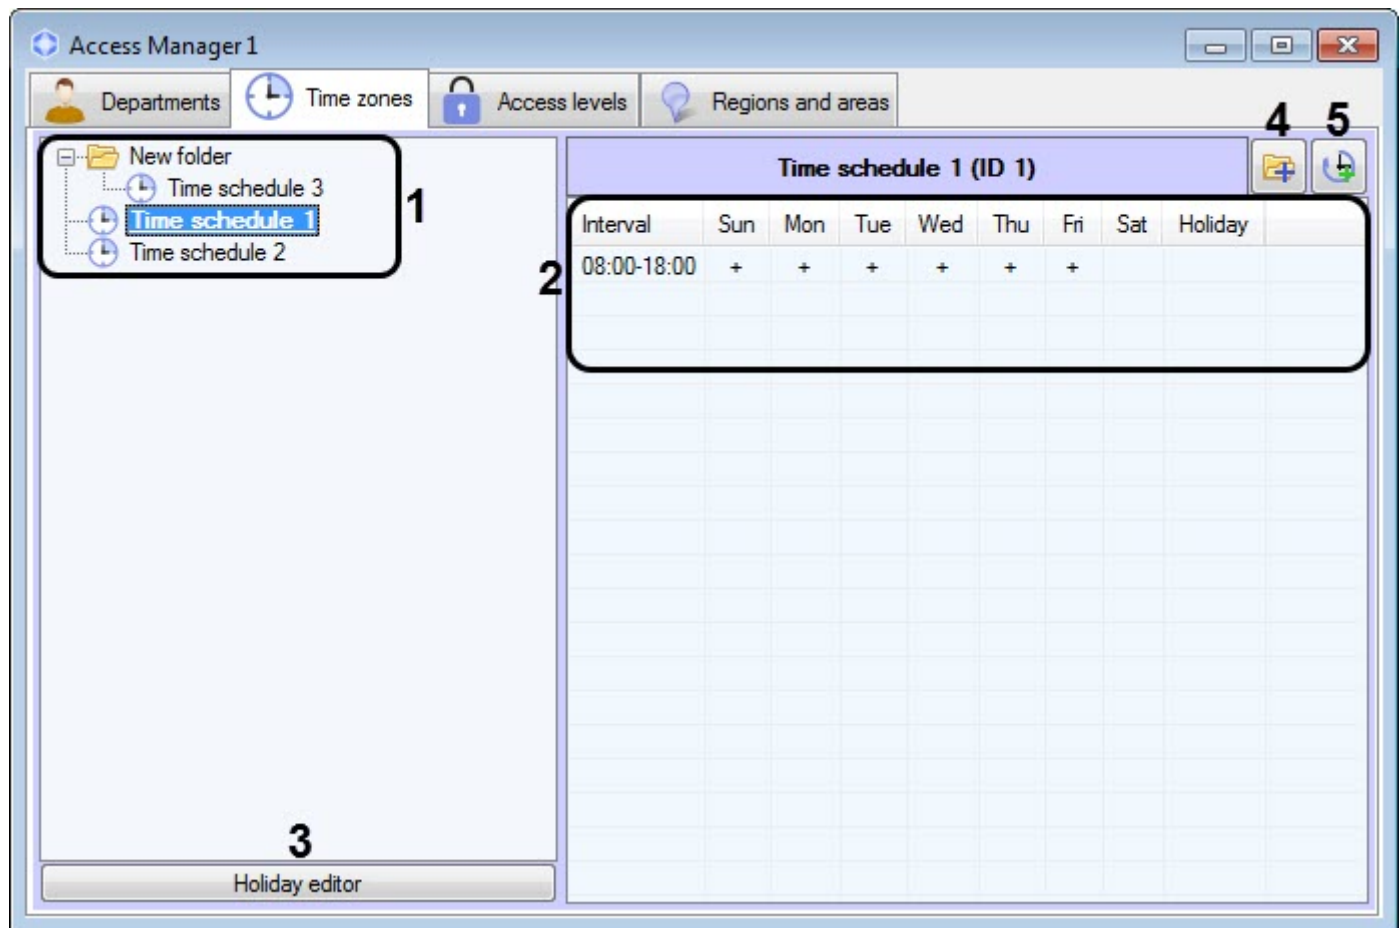 Access Manager 1
Departments Time zones Access levels Regions and areas
4 5
New folder
Time schedule 3
Time schedule 1
Time schedule 2
1
Time schedule 1 (ID 1)
Interval Sun Mon Tue Wed Thu Fri Sat Holiday
08:00-18:00 + + + + + +
2
3
Holiday editor